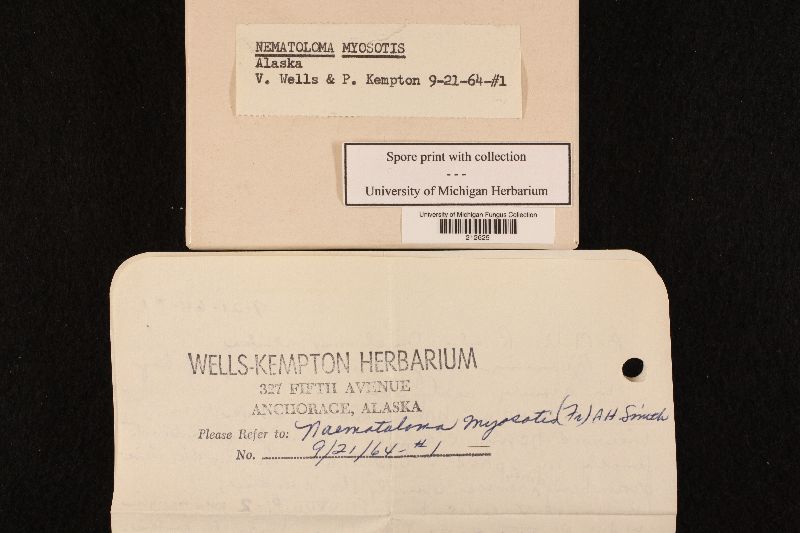 NEMATOLOMA MYOSOTIS
Alaska
V. Wells & P. Kempton 9-21-64-#1
Spore print with collection
---
University of Michigan Herbarium
University of Michigan Fungus Collection
212625
WELLS-KEMPTON HERBARIUM
327 FIFTH AVENUE
ANCHORAGE, ALASKA
Please Refer to: Naematoloma myosotis (Fr) AH Smith
No. 9/21/64-#1